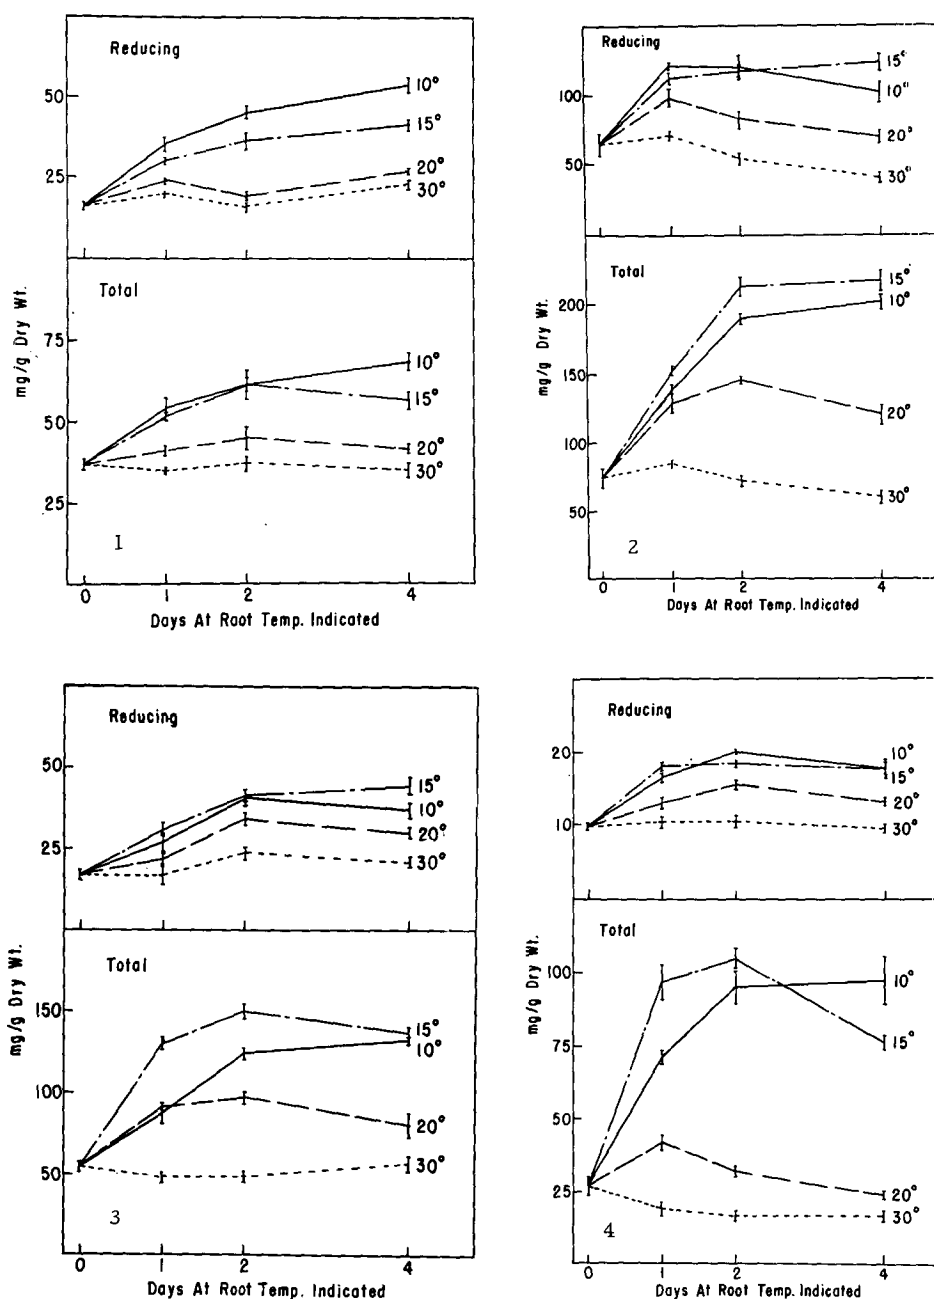 Reducing
50
25
10°
15°
20°
30°
Total
75
50
25
10°
15°
20°
30°
mg/g Dry Wt.
1
0 1 2 4
Days At Root Temp. Indicated
Reducing
100
50
15°
10°
20°
30°
Total
200
150
100
50
15°
10°
20°
30°
mg/g Dry Wt.
2
0 1 2 4
Days At Root Temp. Indicated
Reducing
50
25
15°
10°
20°
30°
Total
150
100
50
15°
10°
20°
30°
mg/g Dry Wt.
3
0 1 2 4
Days At Root Temp. Indicated
Reducing
20
10
10°
15°
20°
30°
Total
100
75
50
25
10°
15°
20°
30°
mg/g Dry Wt.
4
0 1 2 4
Days At Root Temp. Indicated